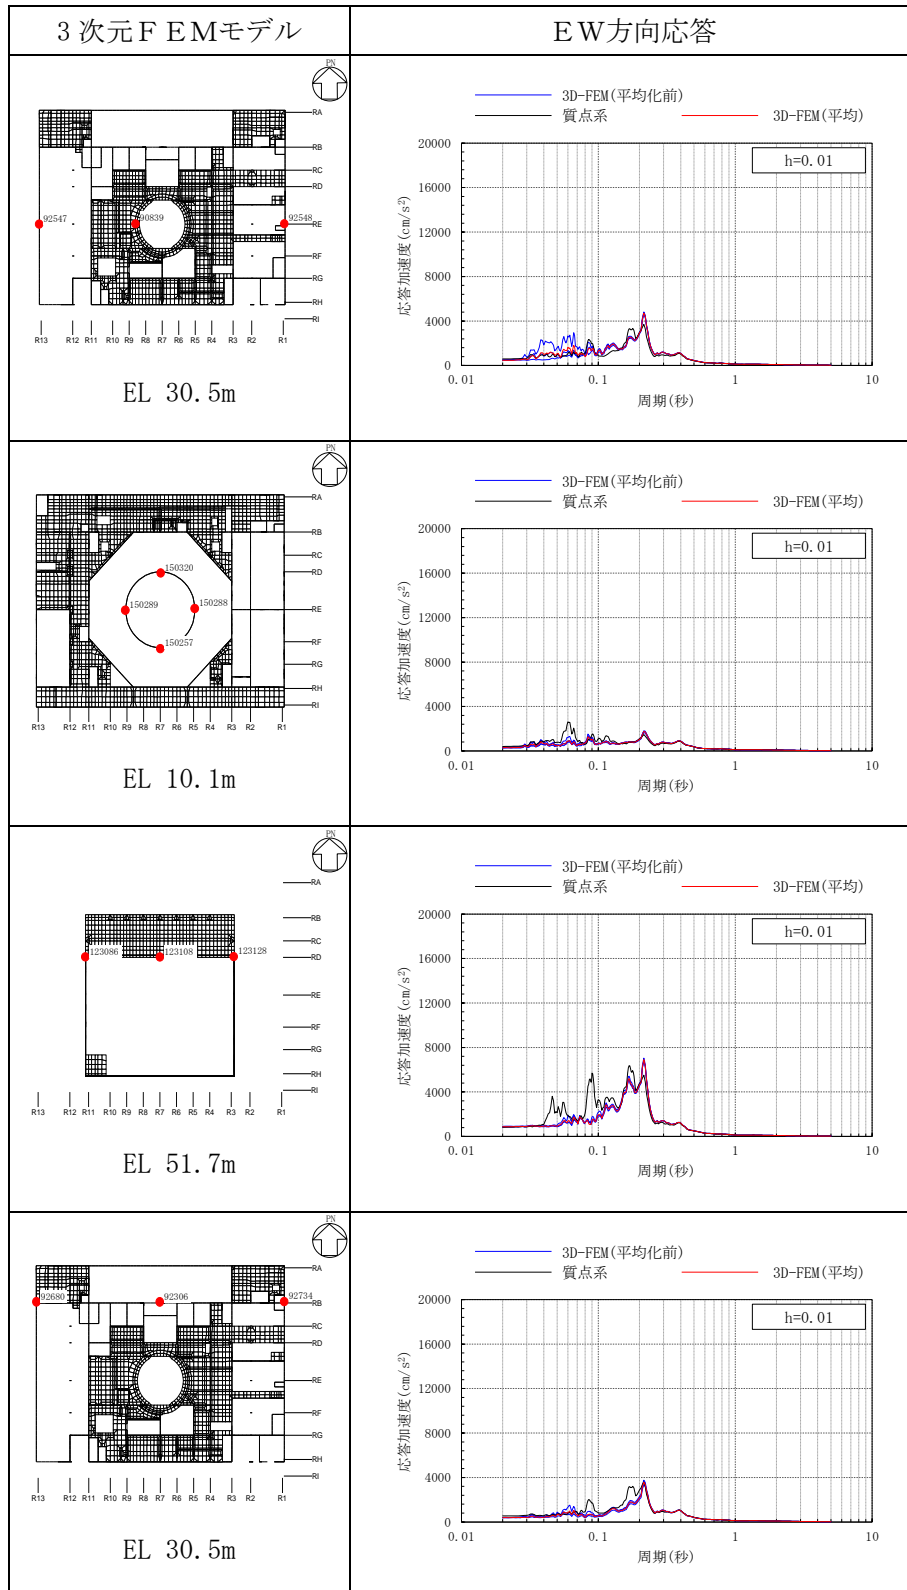 3次元ＦＥＭモデル
ＥＷ方向応答
PN
RA
RB
RC
RD
RE
RF
RG
RH
RI
92547
90839
92548
R13 R12 R11 R10 R9 R8 R7 R6 R5 R4 R3 R2 R1
EL 30.5m
3D-FEM(平均化前)
質点系 3D-FEM(平均)
h=0.01
応答加速度(cm/s²)
20000
16000
12000
8000
4000
0
0.01 0.1 1 10
周期(秒)
PN
RA
RB
RC
RD
RE
RF
RG
RH
RI
150320
150289
150288
150257
R13 R12 R11 R10 R9 R8 R7 R6 R5 R4 R3 R2 R1
EL 10.1m
3D-FEM(平均化前)
質点系 3D-FEM(平均)
h=0.01
応答加速度(cm/s²)
20000
16000
12000
8000
4000
0
0.01 0.1 1 10
周期(秒)
PN
RA
RB
RC
RD
RE
RF
RG
RH
RI
123086
123108
123128
R13 R12 R11 R10 R9 R8 R7 R6 R5 R4 R3 R2 R1
EL 51.7m
3D-FEM(平均化前)
質点系 3D-FEM(平均)
h=0.01
応答加速度(cm/s²)
20000
16000
12000
8000
4000
0
0.01 0.1 1 10
周期(秒)
PN
RA
RB
RC
RD
RE
RF
RG
RH
RI
92680
92306
92734
R13 R12 R11 R10 R9 R8 R7 R6 R5 R4 R3 R2 R1
EL 30.5m
3D-FEM(平均化前)
質点系 3D-FEM(平均)
h=0.01
応答加速度(cm/s²)
20000
16000
12000
8000
4000
0
0.01 0.1 1 10
周期(秒)